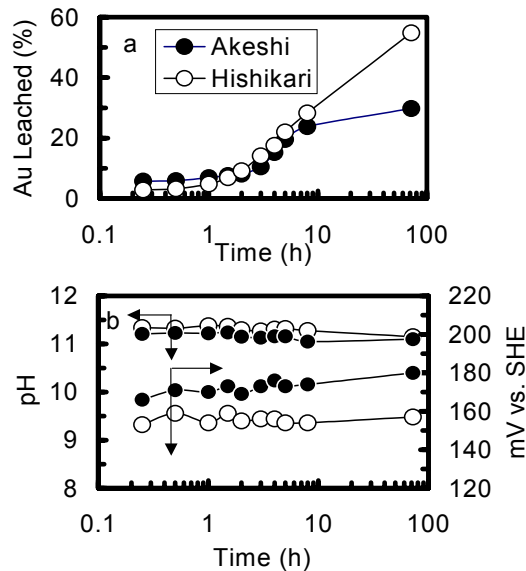 a
Akeshi
Hishikari
Au Leached (%)
60
40
20
0
0.1
1
10
100
Time (h)
b
pH
12
11
10
9
8
mV vs. SHE
220
200
180
160
140
120
0.1
1
10
100
Time (h)